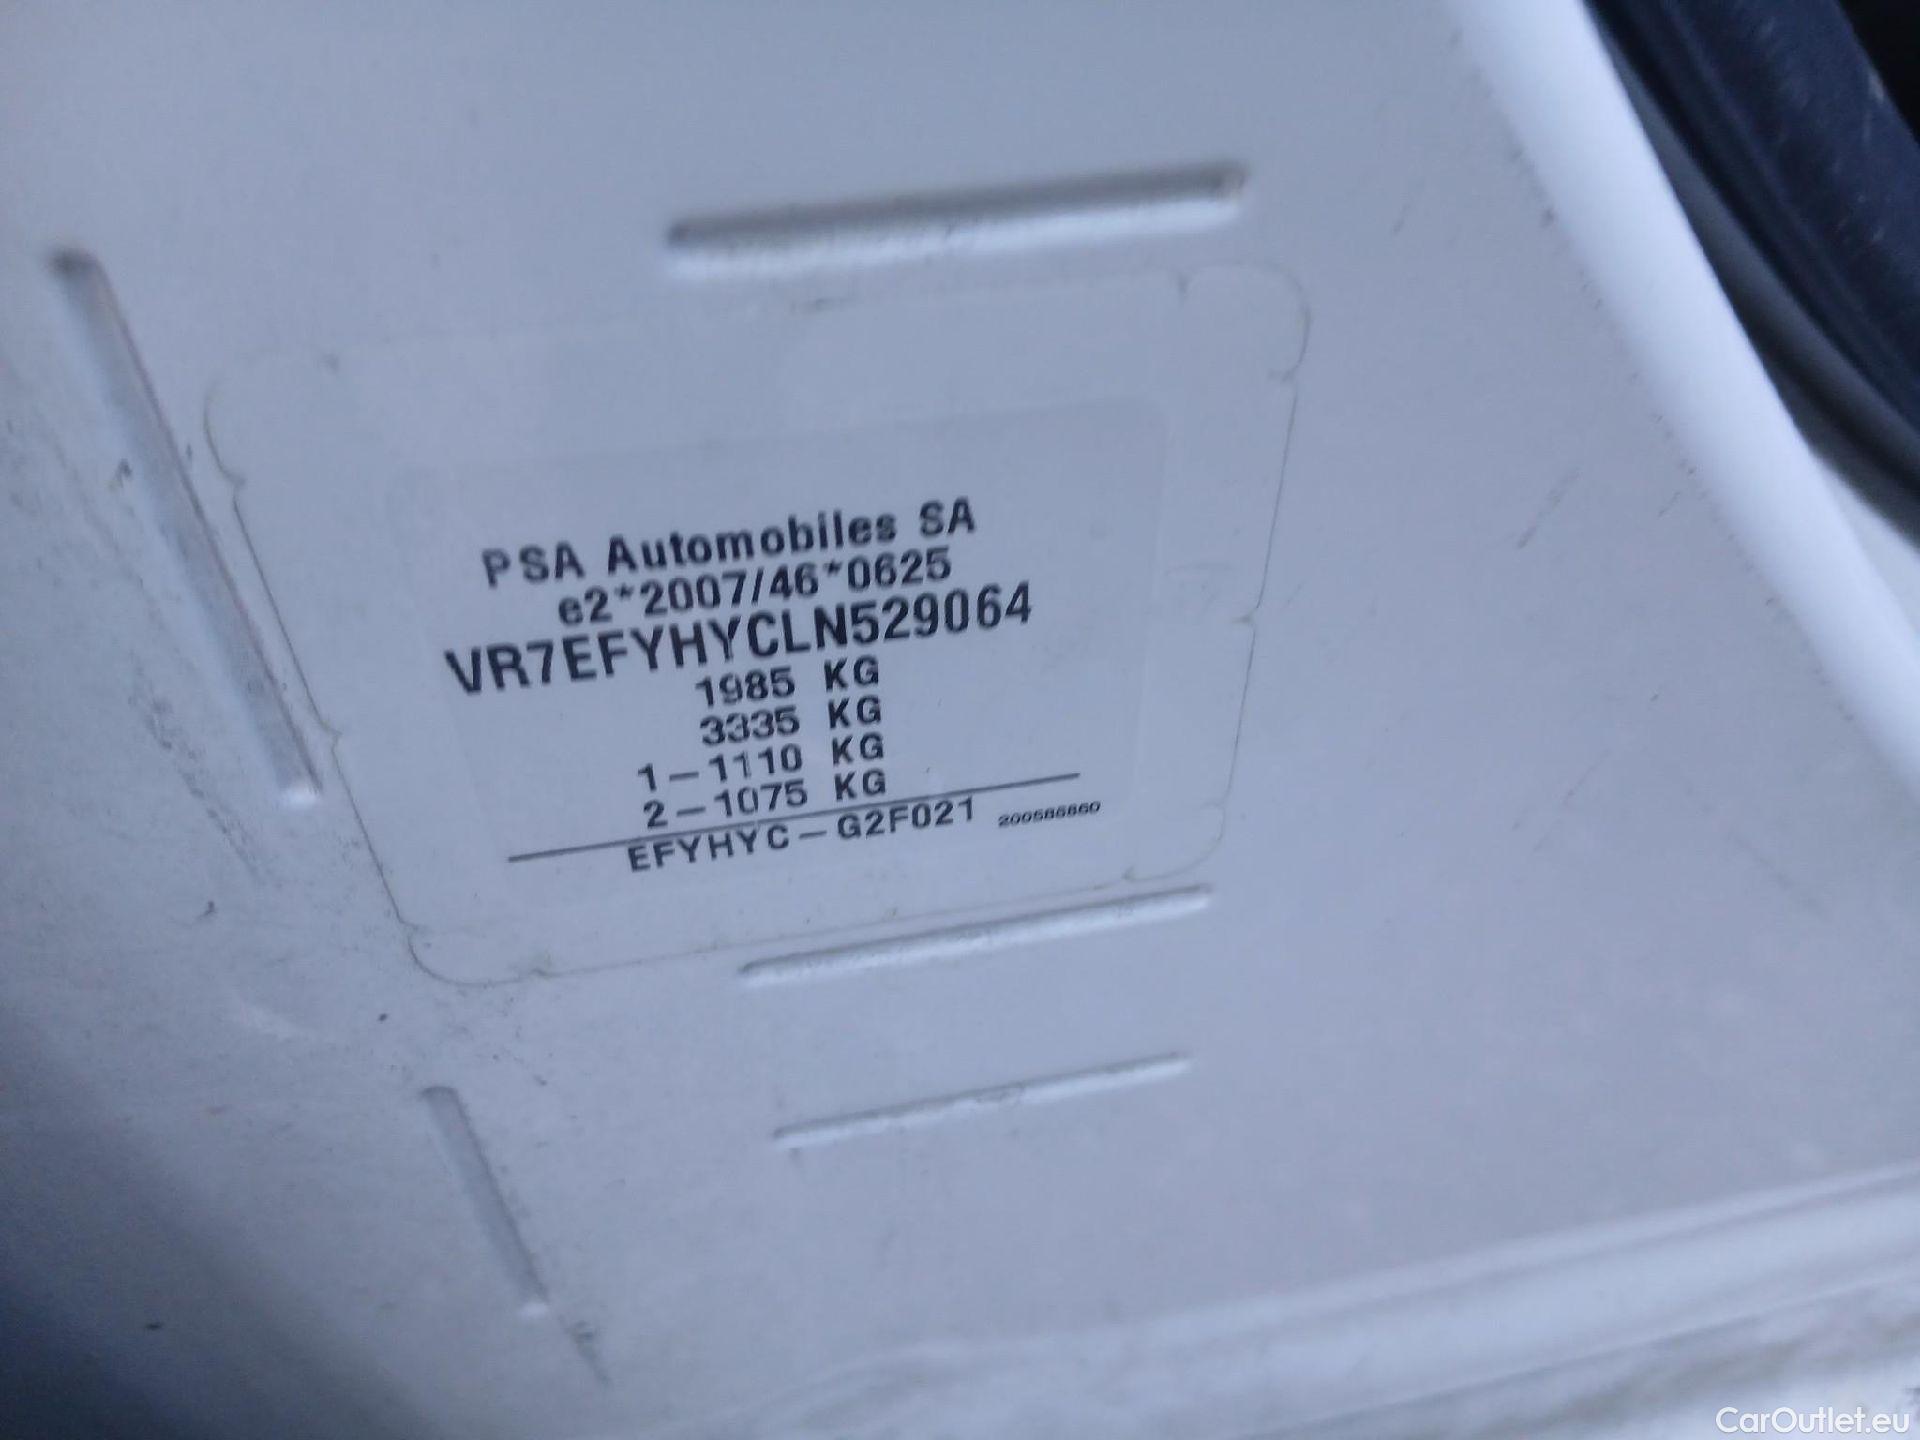 PSA Automobiles SA
e2*2007/46*0625
VR7EFYHYCLN529064
1985 KG
3335 KG
1-1110 KG
2-1075 KG
EFYHYC-G2F021 200586860
CarOutlet.eu